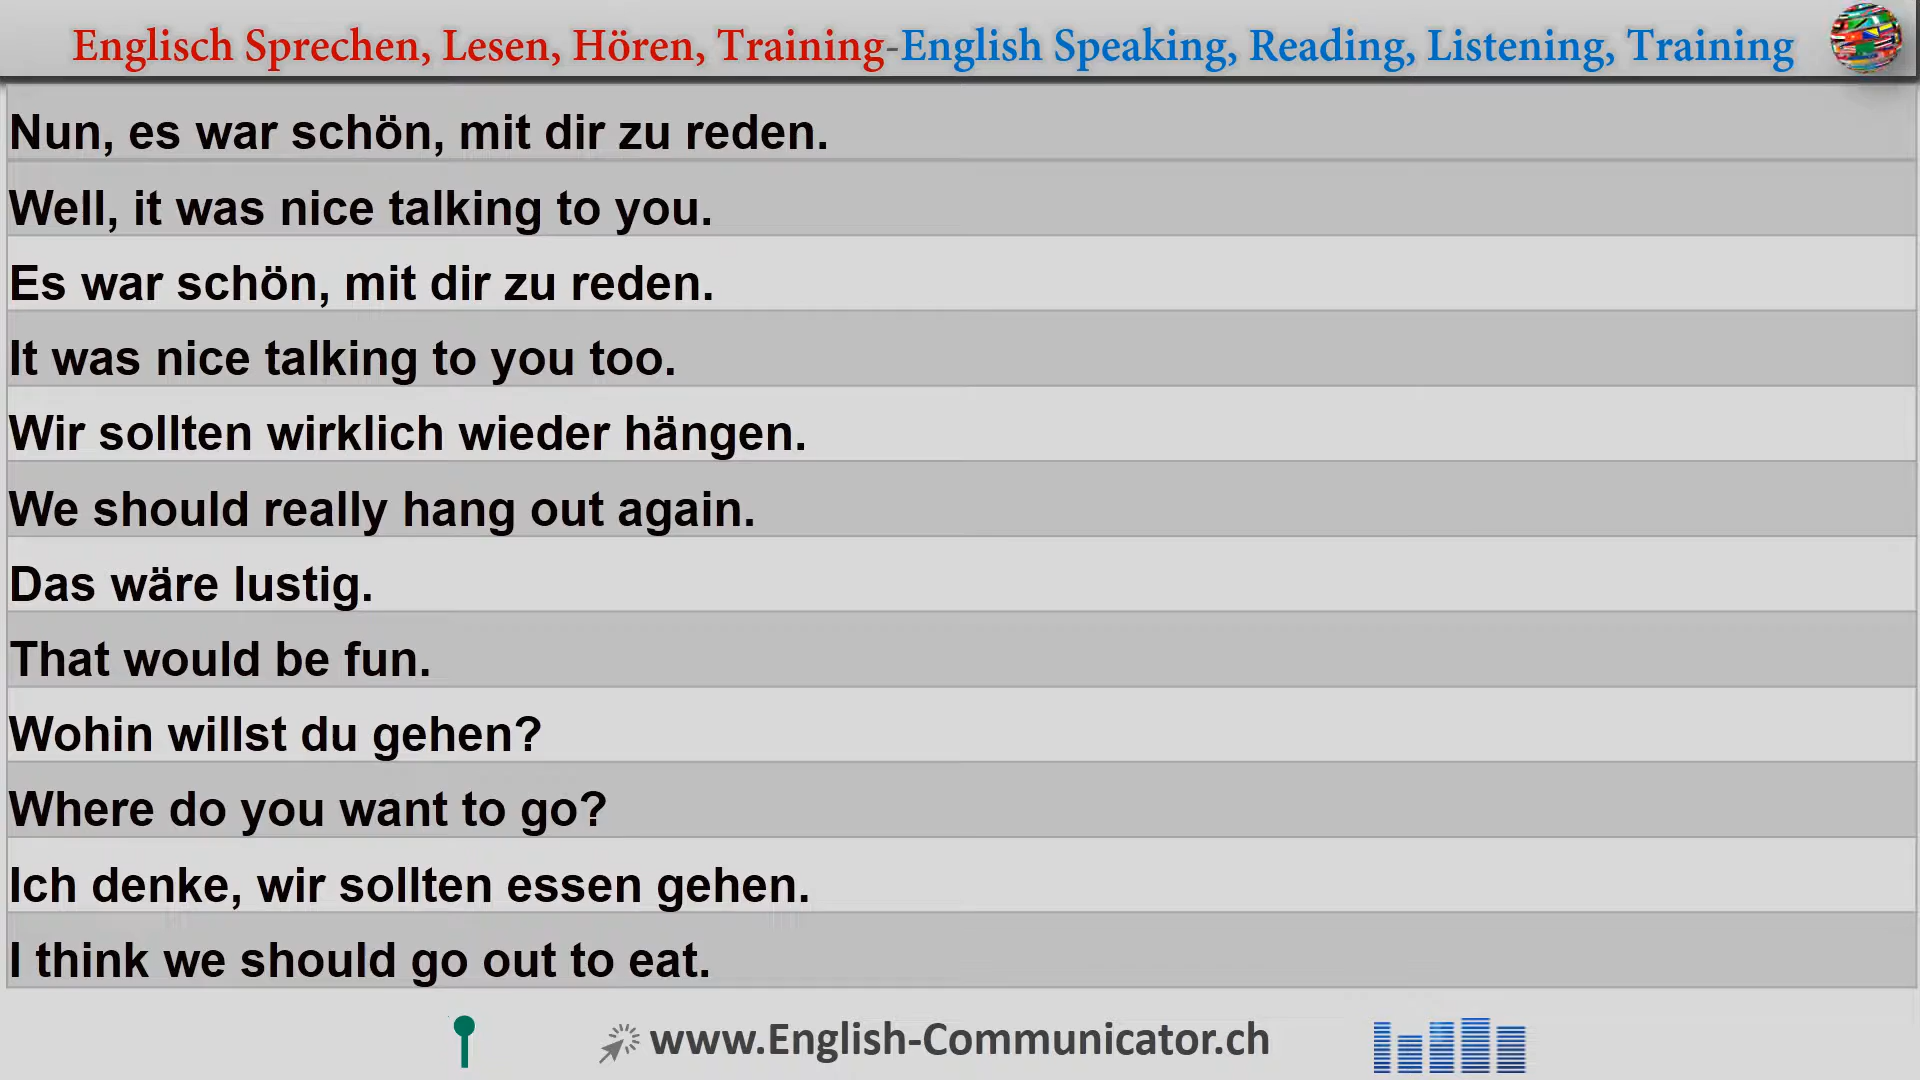 Englisch Sprechen, Lesen, Hören, Training-English Speaking, Reading, Listening, Training
Nun, es war schön, mit dir zu reden.
Well, it was nice talking to you.
Es war schön, mit dir zu reden.
It was nice talking to you too.
Wir sollten wirklich wieder hängen.
We should really hang out again.
Das wäre lustig.
That would be fun.
Wohin willst du gehen?
Where do you want to go?
Ich denke, wir sollten essen gehen.
I think we should go out to eat.
www.English-Communicator.ch